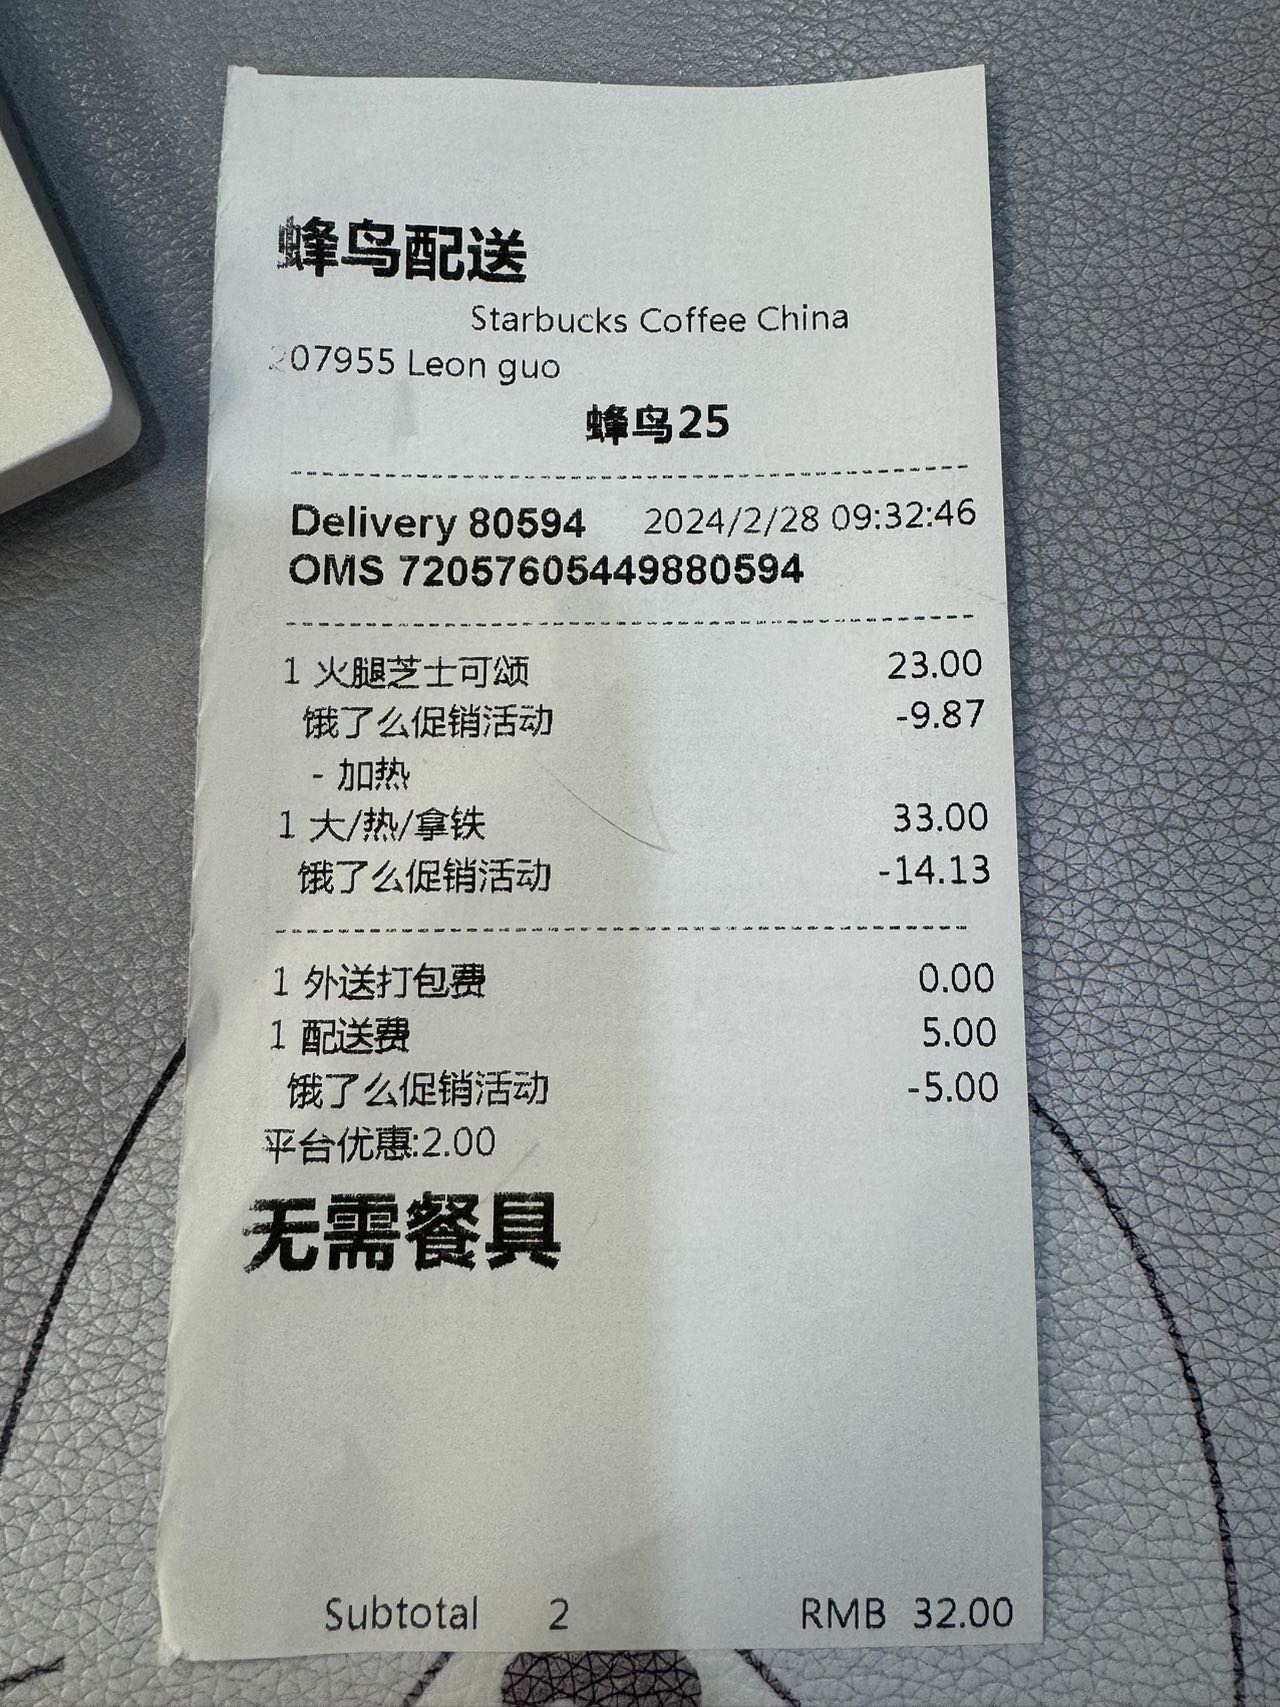 蜂鸟配送
Starbucks Coffee China
207955 Leon guo
蜂鸟25
Delivery 80594 2024/2/28 09:32:46
OMS 72057605449880594
1 火腿芝士可颂 23.00
饿了么促销活动 -9.87
- 加热
1 大/热/拿铁 33.00
饿了么促销活动 -14.13
1 外送打包费 0.00
1 配送费 5.00
饿了么促销活动 -5.00
平台优惠:2.00
无需餐具
Subtotal 2 RMB 32.00